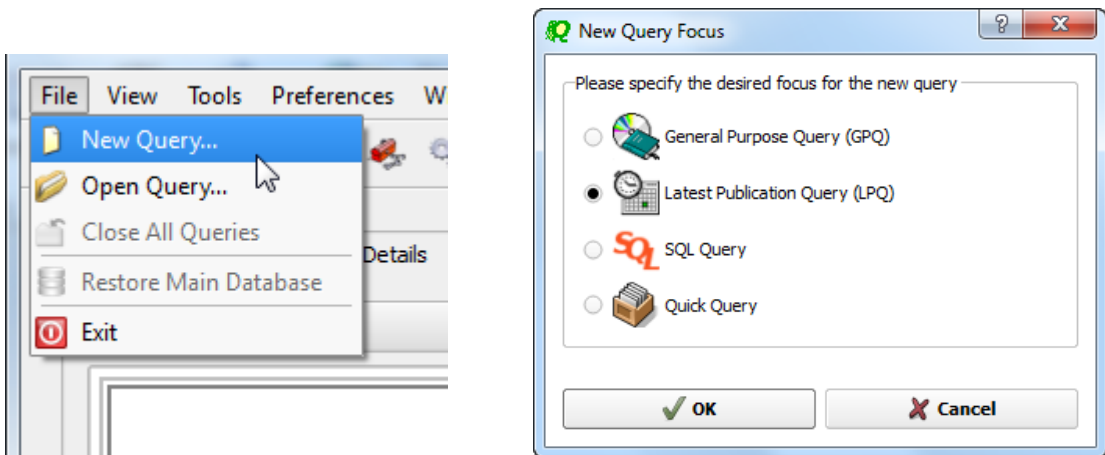 File View Tools Preferences W
New Query...
Open Query...
Close All Queries
Details
Restore Main Database
Exit
New Query Focus
Please specify the desired focus for the new query
General Purpose Query (GPQ)
Latest Publication Query (LPQ)
SQL SQL Query
Quick Query
OK Cancel